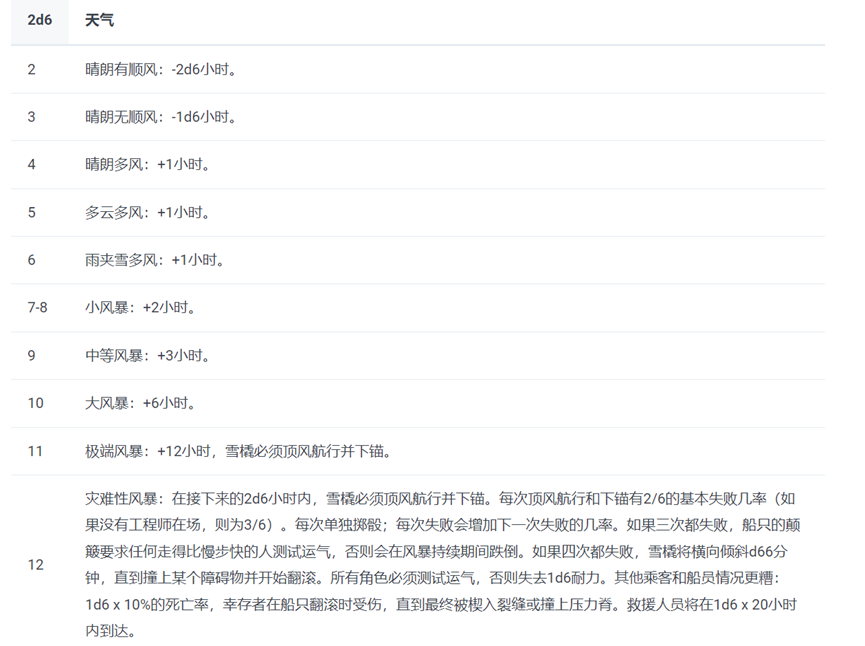 2d6 天气
2 晴朗有顺风：-2d6小时。
3 晴朗无顺风：-1d6小时。
4 晴朗多风：+1小时。
5 多云多风：+1小时。
6 雨夹雪多风：+1小时。
7-8 小风暴：+2小时。
9 中等风暴：+3小时。
10 大风暴：+6小时。
11 极端风暴：+12小时，雪橇必须顶风航行并下锚。
灾难性风暴：在接下来的2d6小时内，雪橇必须顶风航行并下锚。每次顶风航行和下锚有2/6的基本失败几率（如
果没有工程师在场，则为3/6）。每次单独掷骰；每次失败会增加下一次失败的几率。如果三次都失败，船只的颠
簸要求任何走得比慢步快的人测试运气，否则会在风暴持续期间跌倒。如果四次都失败，雪橇将横向倾斜d66分
12 钟，直到撞上某个障碍物并开始翻滚。所有角色必须测试运气，否则失去1d6耐力。其他乘客和船员情况更糟：
1d6 x 10%的死亡率，幸存者在船只翻滚时受伤，直到最终被楔入裂缝或撞上压力脊。救援人员将在1d6 x 20小时
内到达。